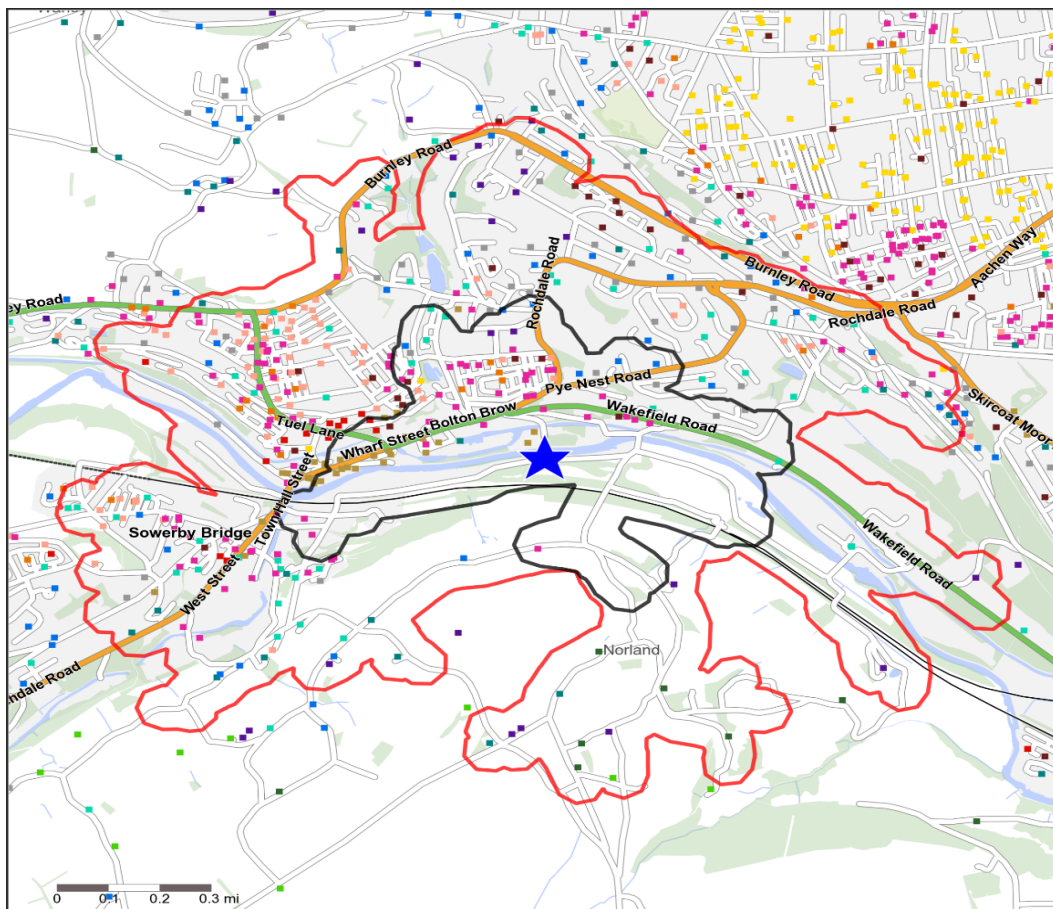 Warley
Burnley Road
ey Road
Rochdale Road
Burnley Road
Aachen Way
Rochdale Road
Pye Nest Road
Skircoat Moor
Wakefield Road
Bolton Brow
Tuel Lane
Wharf Street
Town Hall Street
Sowerby Bridge
West Street
Wakefield Road
Norland
chdale Road
0 0.1 0.2 0.3 mi